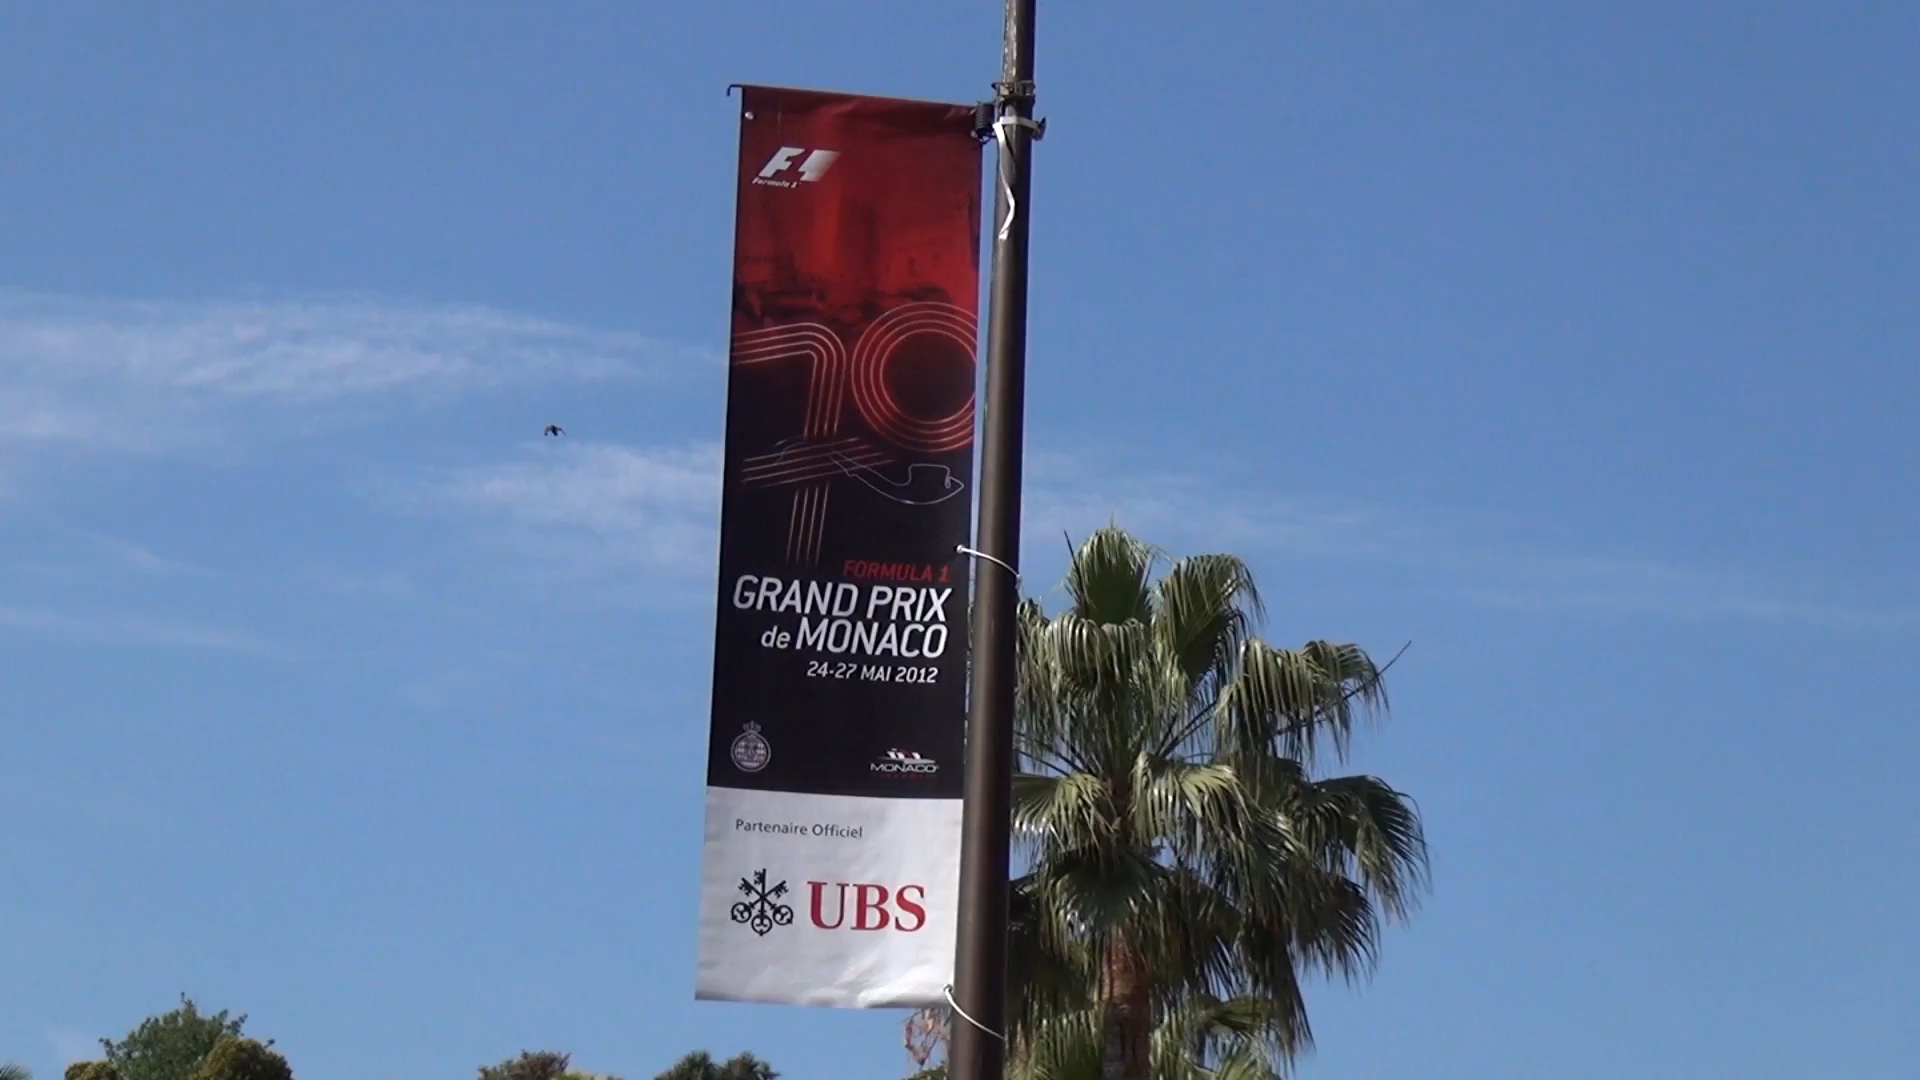 F1
Formula 1
70
FORMULA 1
GRAND PRIX
de MONACO
24-27 MAI 2012
MONACO
Partenaire Officiel
UBS